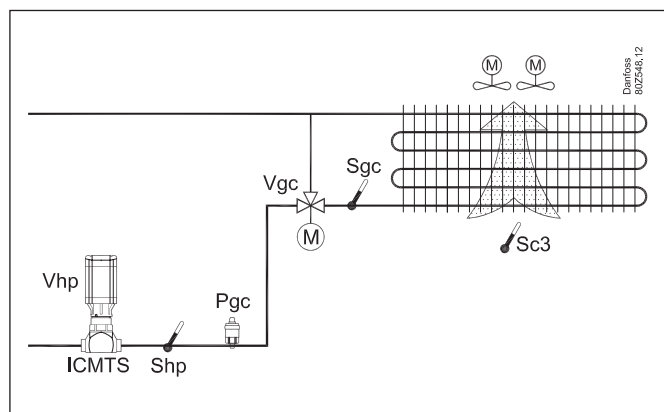 M
M
Danfoss
80Z548.12
Sgc
Vgc
M
Sc3
Vhp
Pgc
ICMTS
Shp